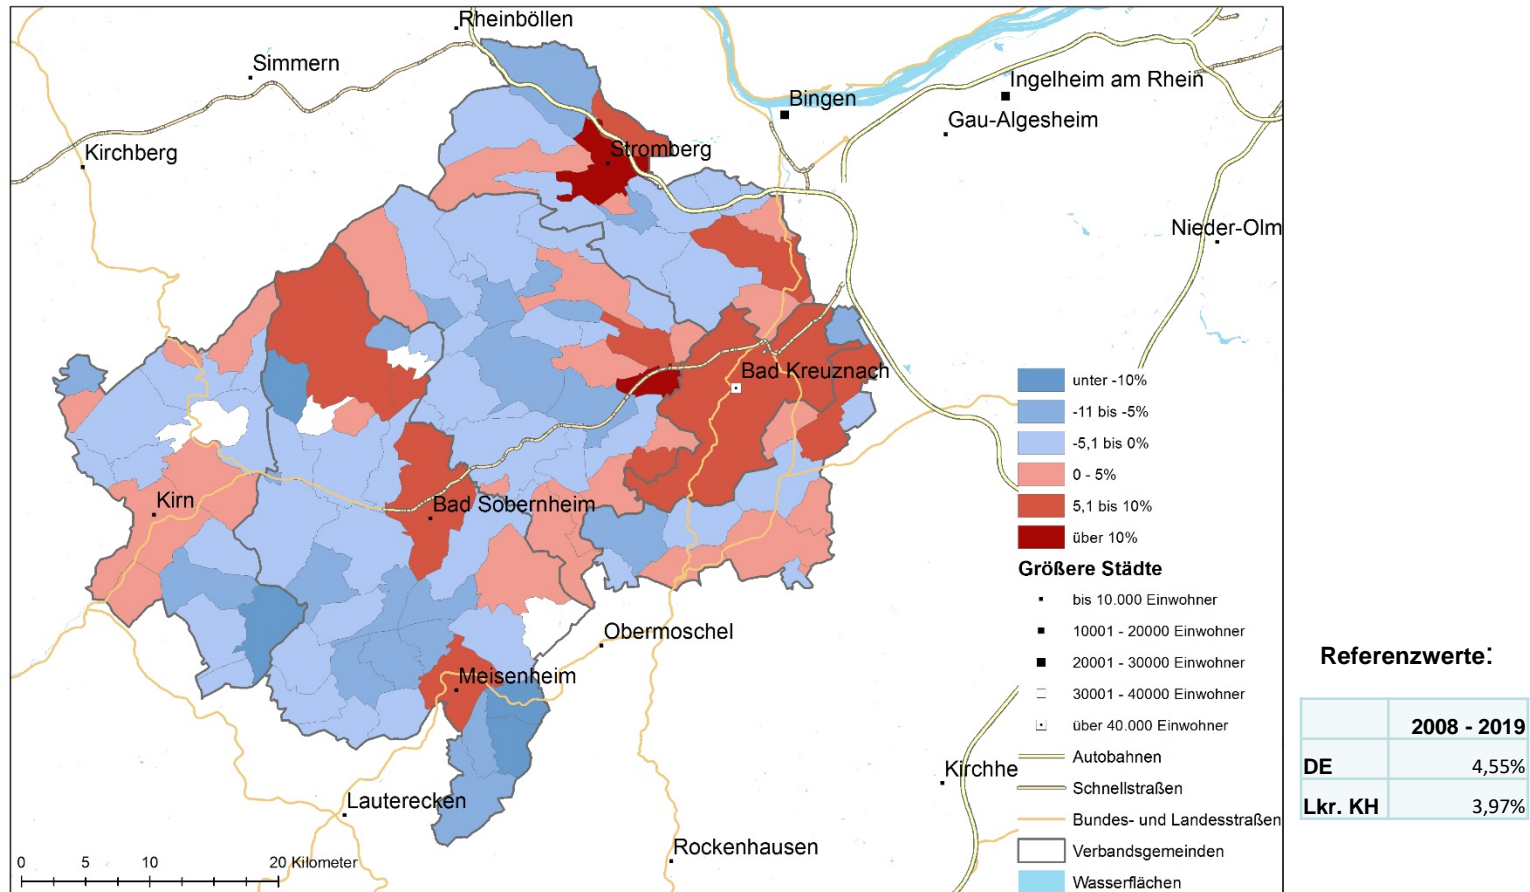 Rheinböllen
Simmern
Ingelheim am Rhein
Bingen
Gau-Algesheim
Kirchberg
Stromberg
Nieder-Olm
Bad Kreuznach
Kirn
Bad Sobernheim
Obermoschel
Meisenheim
Kirchhe
Lauterecken
Rockenhausen
0 5 10 20 Kilometer
unter -10%
-11 bis -5%
-5,1 bis 0%
0 - 5%
5,1 bis 10%
über 10%
Größere Städte
bis 10.000 Einwohner
10001 - 20000 Einwohner
20001 - 30000 Einwohner
30001 - 40000 Einwohner
über 40.000 Einwohner
Autobahnen
Schnellstraßen
Bundes- und Landesstraßen
Verbandsgemeinden
Wasserflächen
Referenzwerte:
2008 - 2019
DE 4,55%
Lkr. KH 3,97%